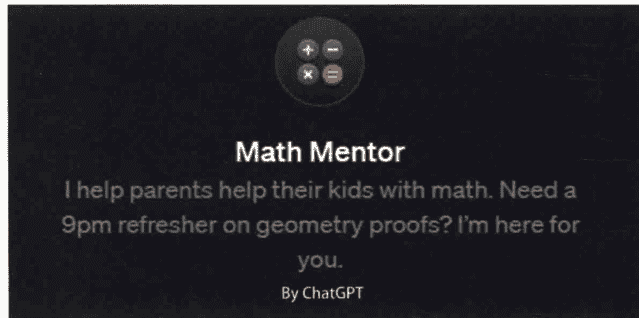 Math Mentor
I help parents help their kids with math. Need a
9pm refresher on geometry proofs? I'm here for
you.
By ChatGPT